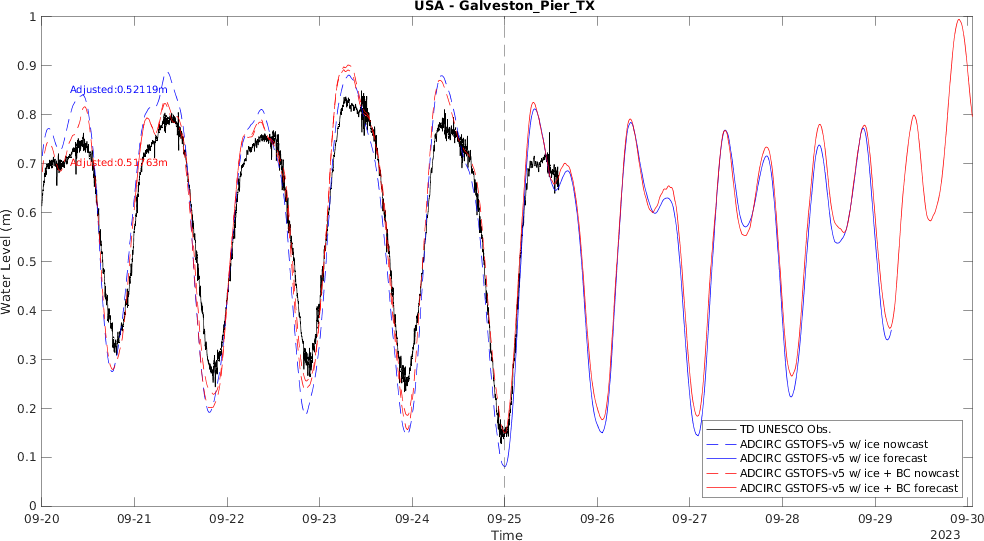 USA - Galveston_Pier_TX
Water Level (m)
1
0.9
0.8
0.7
0.6
0.5
0.4
0.3
0.2
0.1
0
Adjusted:0.52119m
TD UNESCO Obs.
ADCIRC GSTOFS-v5 w/ ice nowcast
ADCIRC GSTOFS-v5 w/ ice forecast
ADCIRC GSTOFS-v5 w/ ice + BC nowcast
ADCIRC GSTOFS-v5 w/ ice + BC forecast
09-20 09-21 09-22 09-23 09-24 09-25 09-26 09-27 09-28 09-29 09-30
Time
2023